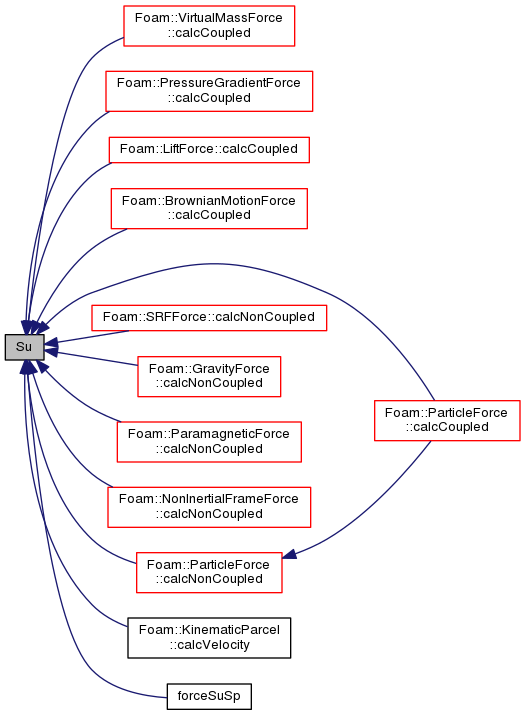 Foam::VirtualMassForce
::calcCoupled
Foam::PressureGradientForce
::calcCoupled
Foam::LiftForce::calcCoupled
Foam::BrownianMotionForce
::calcCoupled
Foam::SRFForce::calcNonCoupled
Su
Foam::GravityForce
::calcNonCoupled
Foam::ParticleForce
::calcCoupled
Foam::ParamagneticForce
::calcNonCoupled
Foam::NonInertialFrameForce
::calcNonCoupled
Foam::ParticleForce
::calcNonCoupled
Foam::KinematicParcel
::calcVelocity
forceSuSp